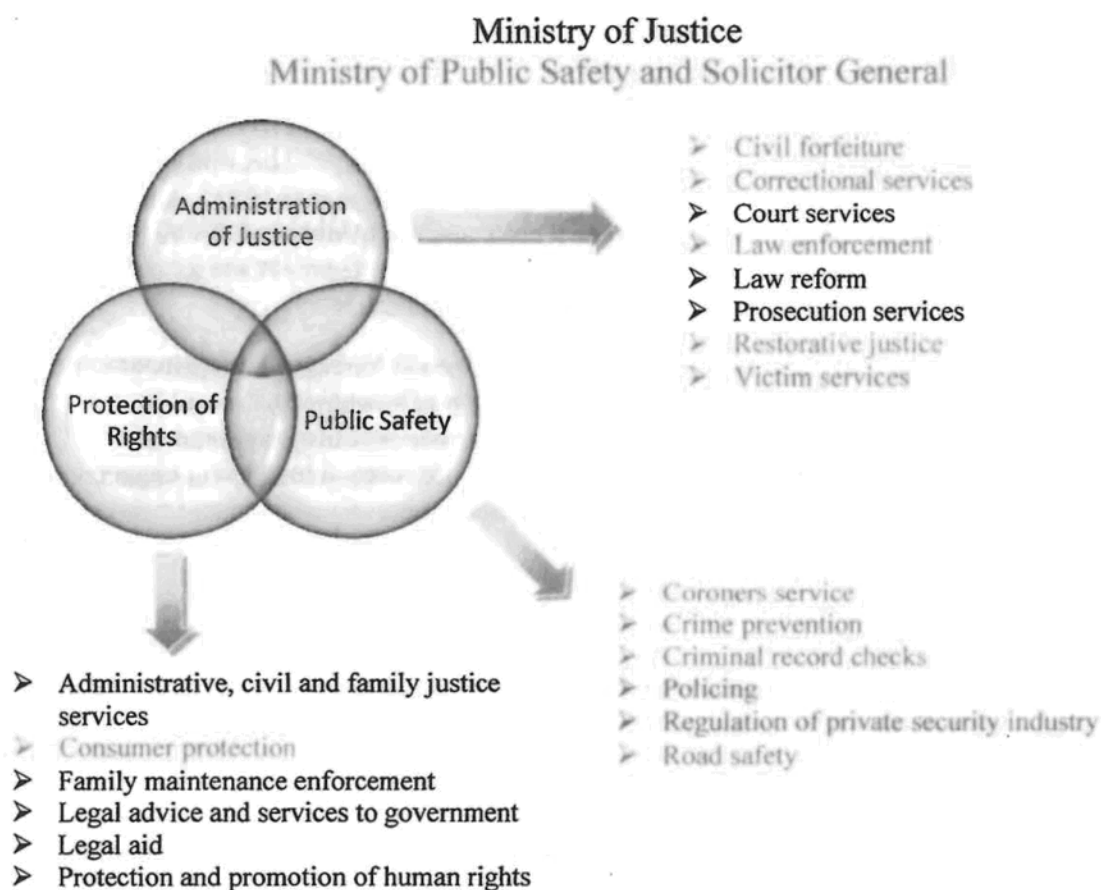 Ministry of Justice
Ministry of Public Safety and Solicitor General
Administration
of Justice
Protection of
Rights
Public Safety
➢ Civil forfeiture
➢ Correctional services
➢ Court services
➢ Law enforcement
➢ Law reform
➢ Prosecution services
➢ Restorative justice
➢ Victim services
➢ Coroners service
➢ Crime prevention
➢ Criminal record checks
➢ Policing
➢ Regulation of private security industry
➢ Road safety
➢ Administrative, civil and family justice
services
➢ Consumer protection
➢ Family maintenance enforcement
➢ Legal advice and services to government
➢ Legal aid
➢ Protection and promotion of human rights